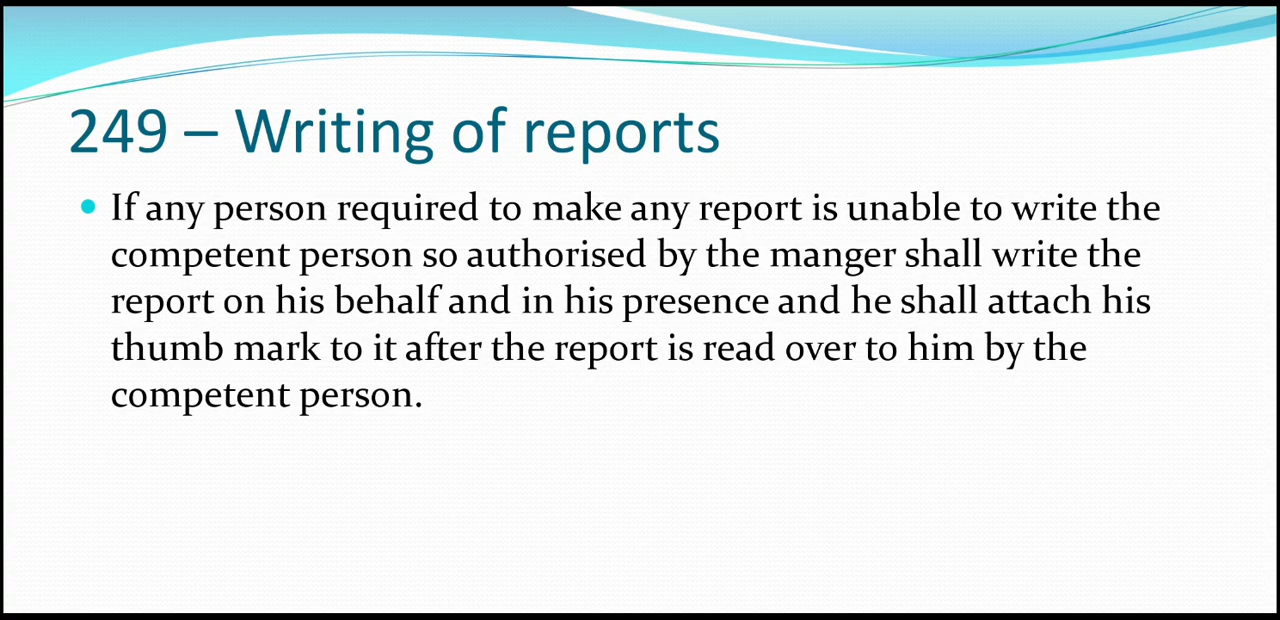 249 – Writing of reports
• If any person required to make any report is unable to write the
competent person so authorised by the manger shall write the
report on his behalf and in his presence and he shall attach his
thumb mark to it after the report is read over to him by the
competent person.